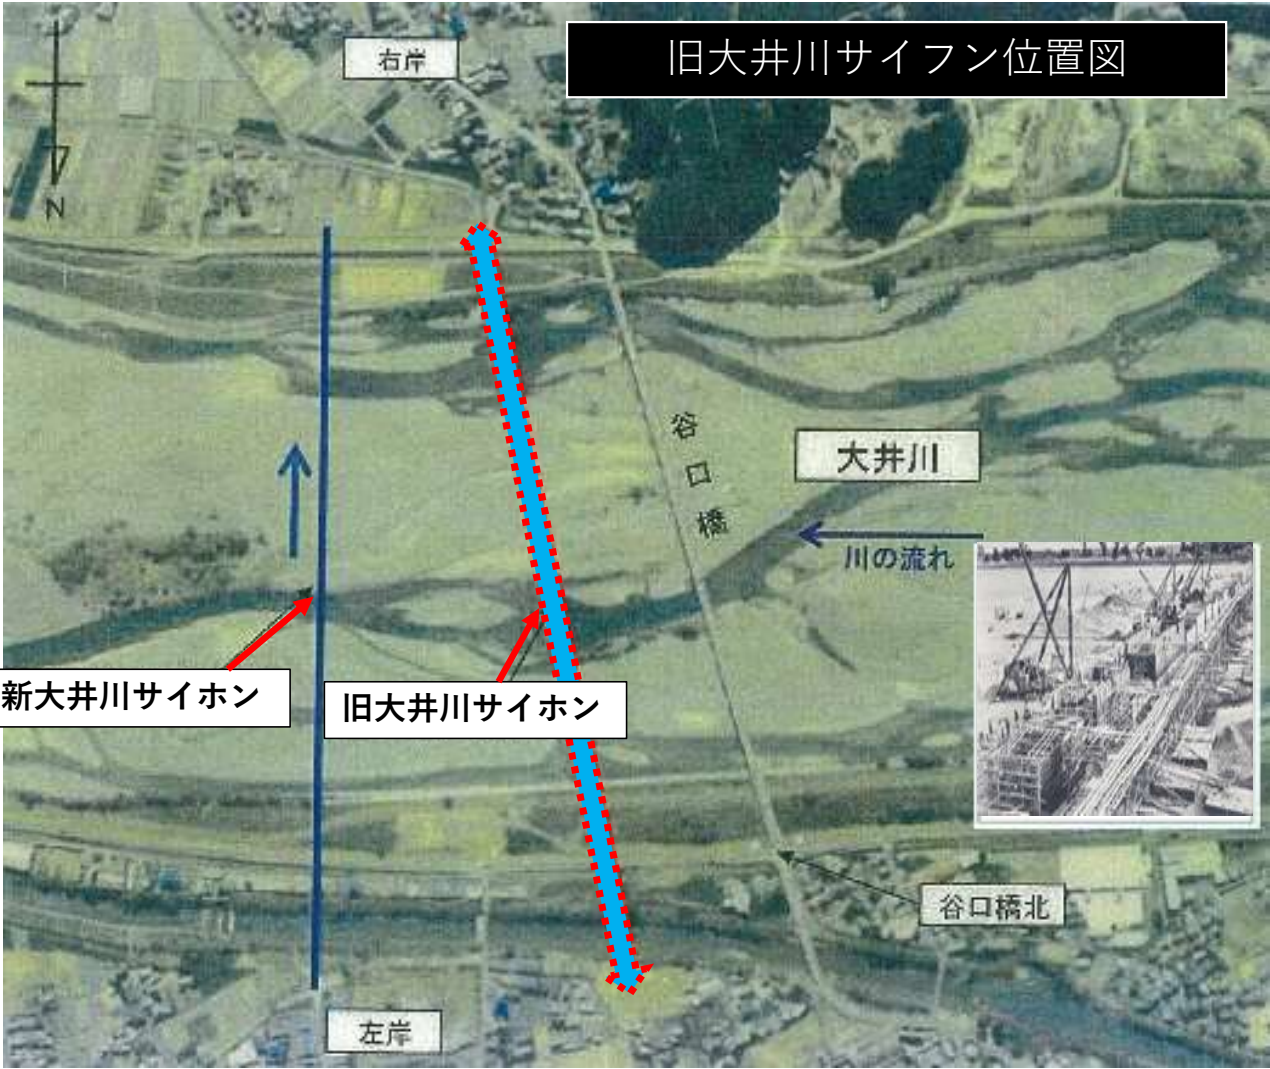 旧大井川サイフン位置図
右岸
N
谷口橋
大井川
川の流れ
新大井川サイホン
旧大井川サイホン
谷口橋北
左岸